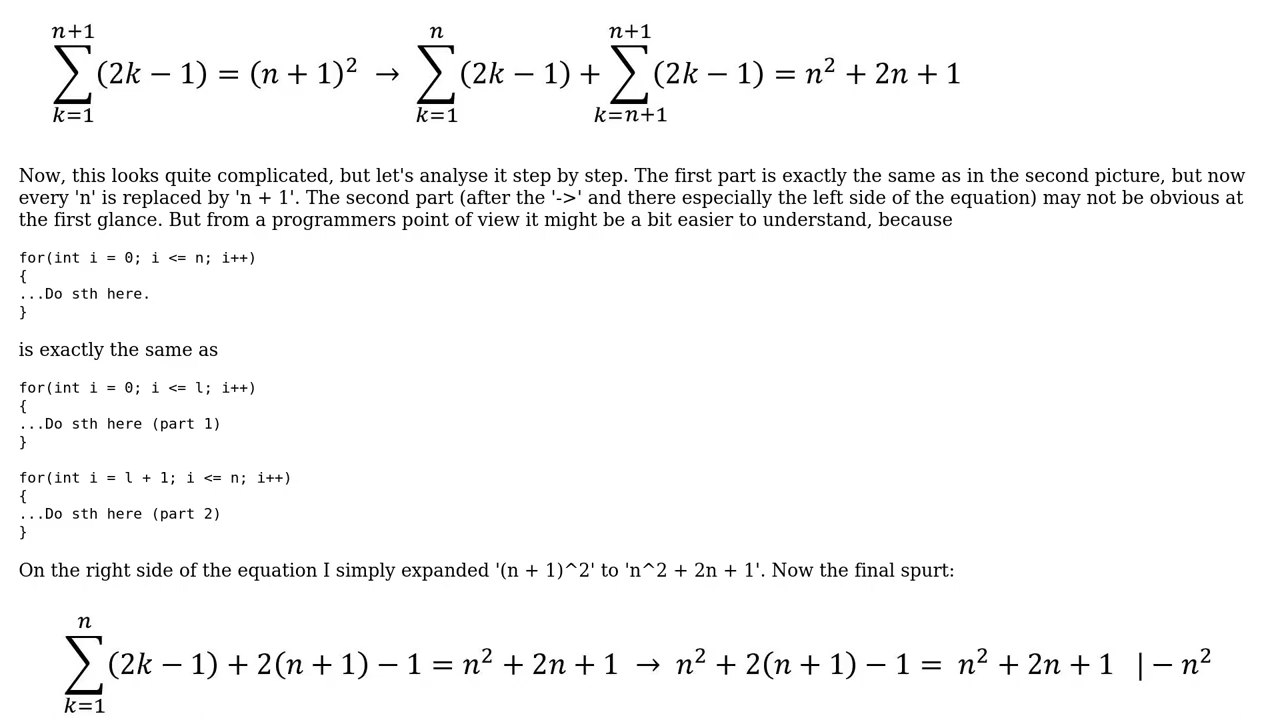 n+1 n n+1
∑(2k − 1) = (n + 1)² → ∑(2k − 1) + ∑(2k − 1) = n² + 2n + 1
k=1 k=1 k=n+1
Now, this looks quite complicated, but let's analyse it step by step. The first part is exactly the same as in the second picture, but now
every 'n' is replaced by 'n + 1'. The second part (after the '->' and there especially the left side of the equation) may not be obvious at
the first glance. But from a programmers point of view it might be a bit easier to understand, because
for(int i = 0; i <= n; i++)
{
...Do sth here.
}
is exactly the same as
for(int i = 0; i <= l; i++)
{
...Do sth here (part 1)
}
for(int i = l + 1; i <= n; i++)
{
...Do sth here (part 2)
}
On the right side of the equation I simply expanded '(n + 1)^2' to 'n^2 + 2n + 1'. Now the final spurt:
n
∑(2k − 1) + 2(n + 1) − 1 = n² + 2n + 1 → n² + 2(n + 1) − 1 = n² + 2n + 1 | − n²
k=1